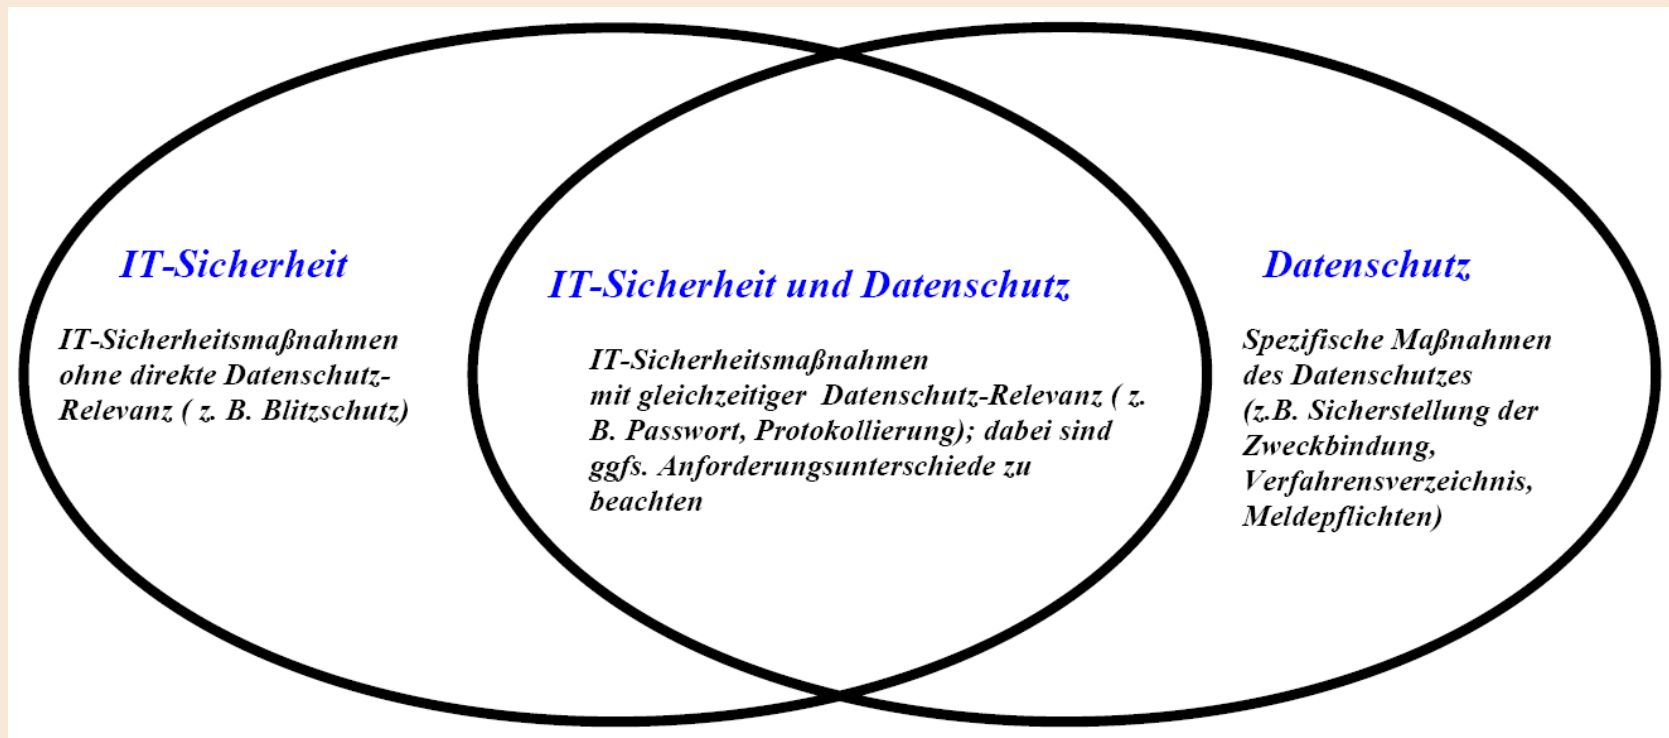 IT-Sicherheit
IT-Sicherheitsmaßnahmen
ohne direkte Datenschutz-
Relevanz ( z. B. Blitzschutz)
IT-Sicherheit und Datenschutz
IT-Sicherheitsmaßnahmen
mit gleichzeitiger Datenschutz-Relevanz ( z.
B. Passwort, Protokollierung); dabei sind
ggfs. Anforderungsunterschiede zu
beachten
Datenschutz
Spezifische Maßnahmen
des Datenschutzes
(z.B. Sicherstellung der
Zweckbindung,
Verfahrensverzeichnis,
Meldepflichten)